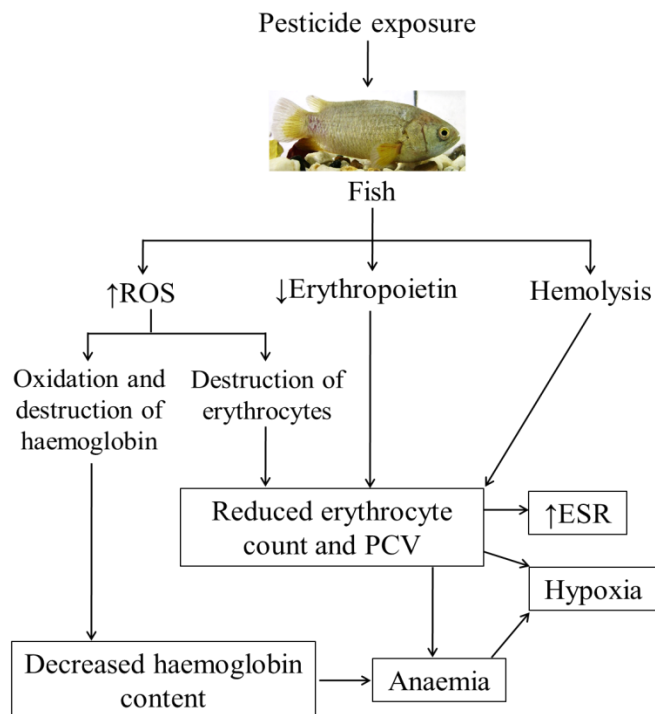 Pesticide exposure
Fish
↑ROS
↓Erythropoietin
Hemolysis
Oxidation and
destruction of
haemoglobin
Destruction of
erythrocytes
Reduced erythrocyte
count and PCV
↑ESR
Hypoxia
Decreased haemoglobin
content
Anaemia